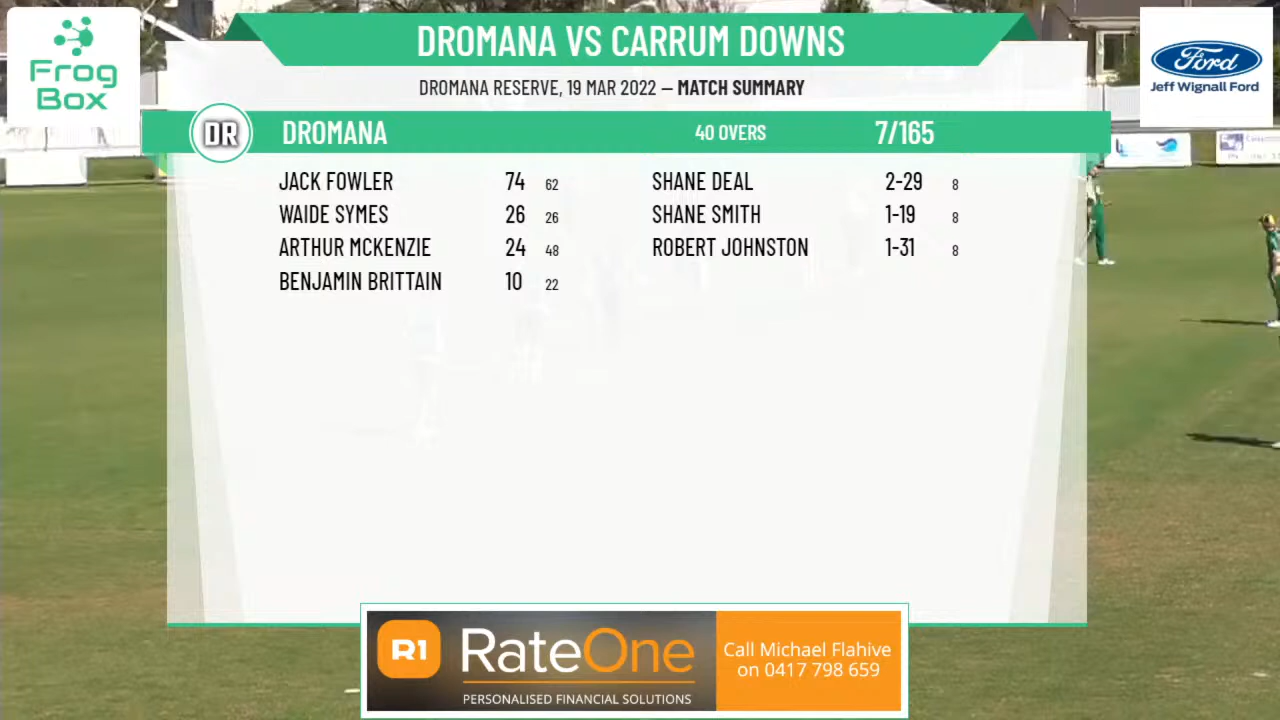 Frog
Box
DROMANA VS CARRUM DOWNS
Ford
Jeff Wignall Ford
DROMANA RESERVE, 19 MAR 2022 – MATCH SUMMARY
DR DROMANA 40 OVERS 7/165
JACK FOWLER 74 62 SHANE DEAL 2-29 8
WAIDE SYMES 26 26 SHANE SMITH 1-19 8
ARTHUR MCKENZIE 24 48 ROBERT JOHNSTON 1-31 8
BENJAMIN BRITTAIN 10 22
R1 RateOne
PERSONALISED FINANCIAL SOLUTIONS
Call Michael Flahive
on 0417 798 659